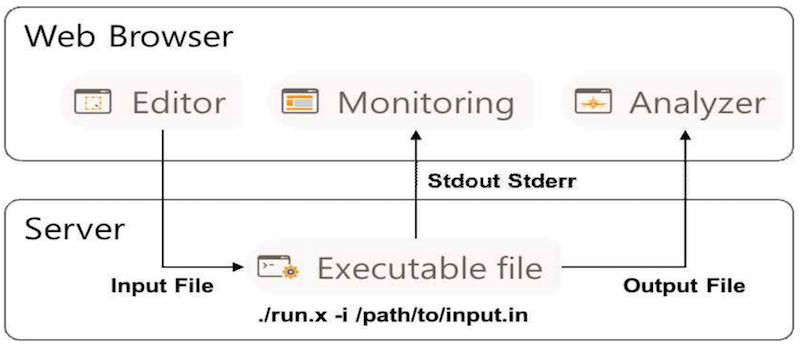 Web Browser
Editor
Monitoring
Analyzer
Stdout Stderr
Server
Executable file
Input File
Output File
./run.x -i /path/to/input.in